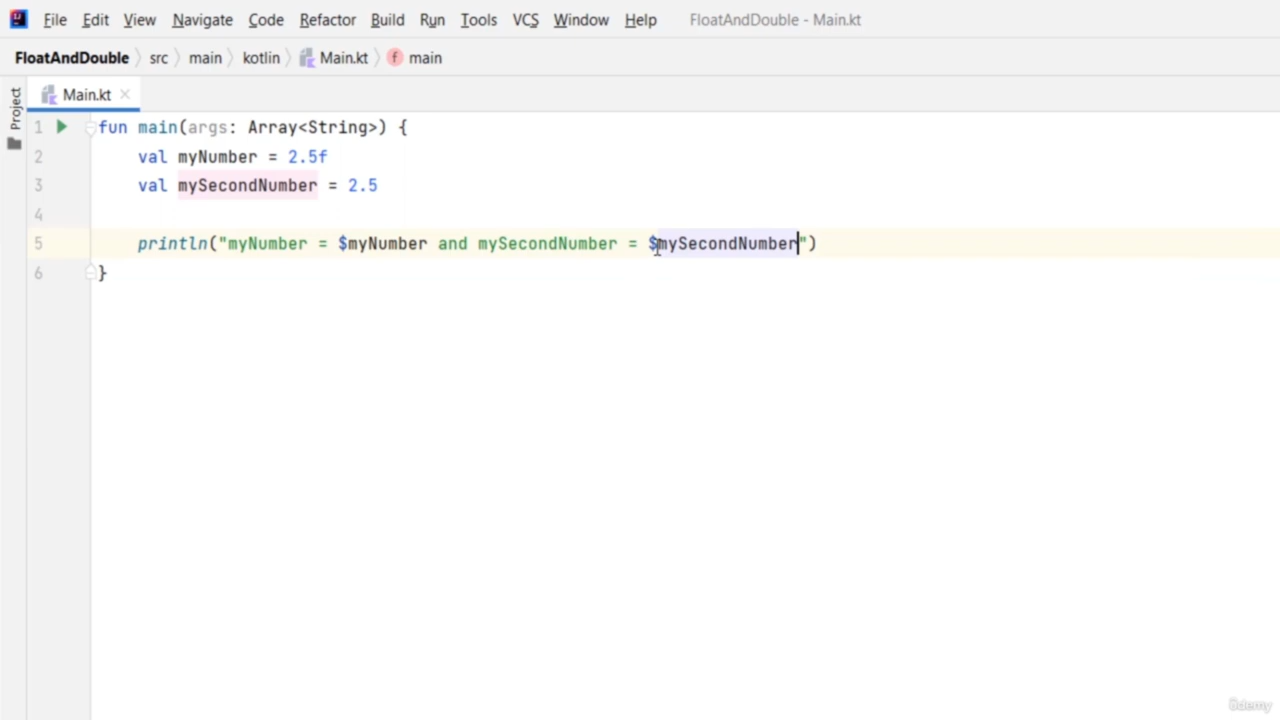 File Edit View Navigate Code Refactor Build Run Tools VCS Window Help FloatAndDouble - Main.kt
FloatAndDouble src main kotlin Main.kt f main
Project
Main.kt
1 fun main(args: Array<String>) {
2 val myNumber = 2.5f
3 val mySecondNumber = 2.5
4
5 println("myNumber = $myNumber and mySecondNumber = $mySecondNumber")
6 }
ûdemy